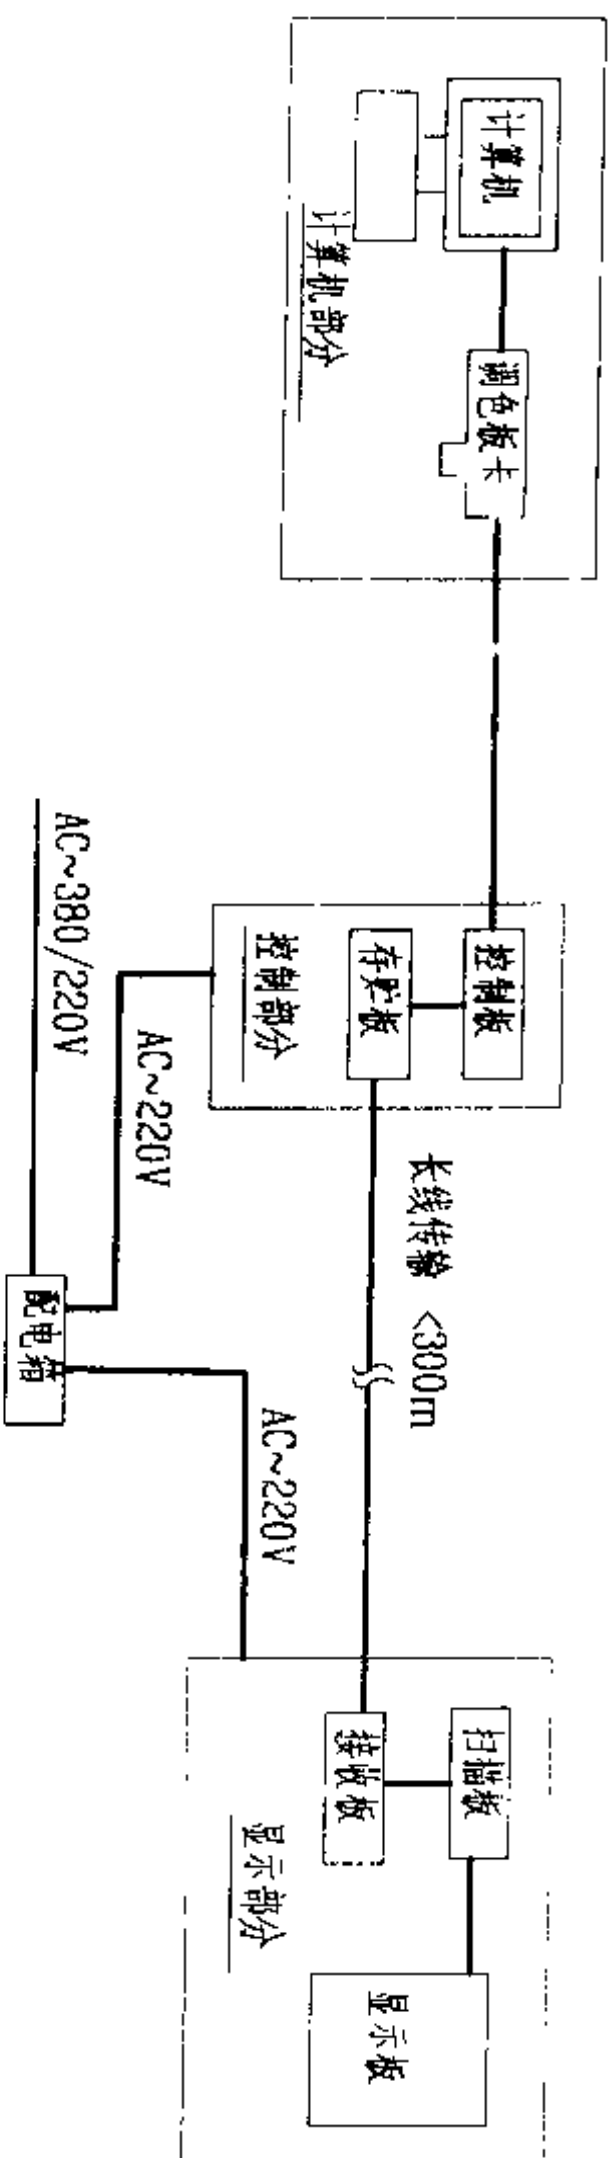 计算机
调色板卡
计算机部分
控制板
存贮板
控制部分
长线传输 <300m
AC~380/220V
AC~220V
配电箱
AC~220V
扫描板
接收板
显示部分
显示板